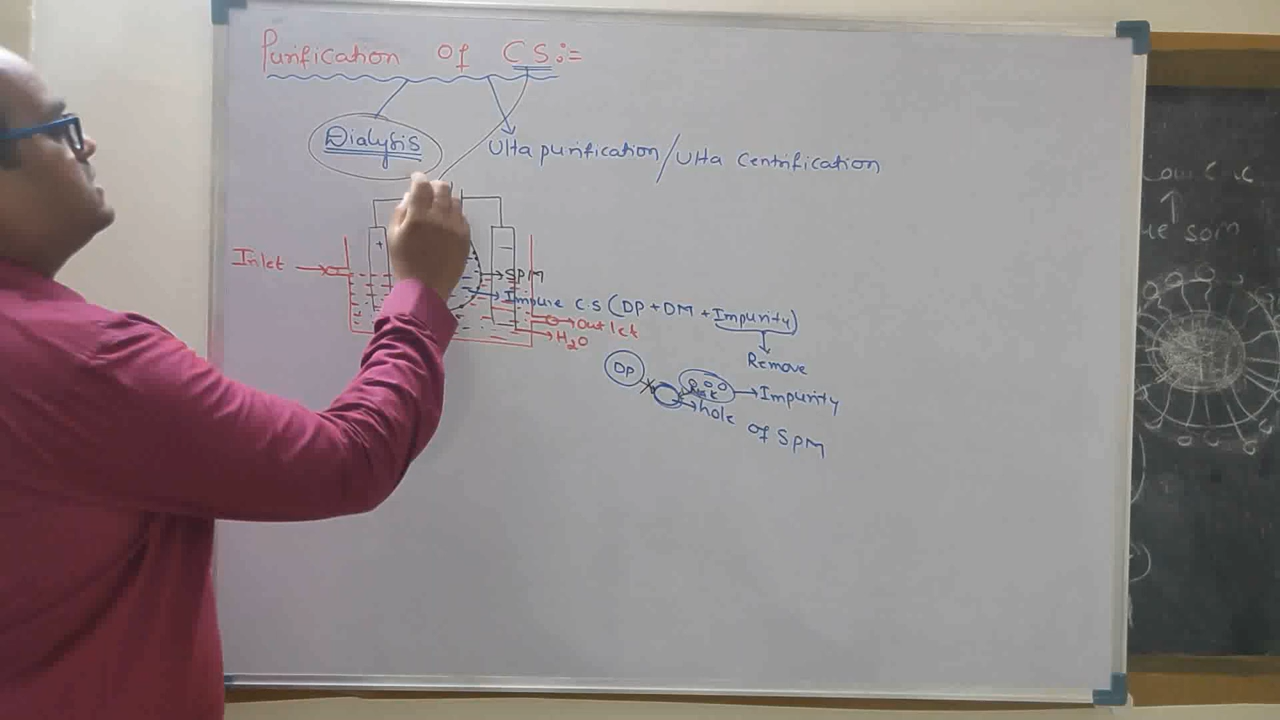 Purification of CS:=
Dialysis
Ulta purification / Ulta Centrification
+
−
Inlet
SPM
Impure C.S (DP + DM + Impurity)
outlet
H2O
Remove
DP
Impurity
hole of SPM